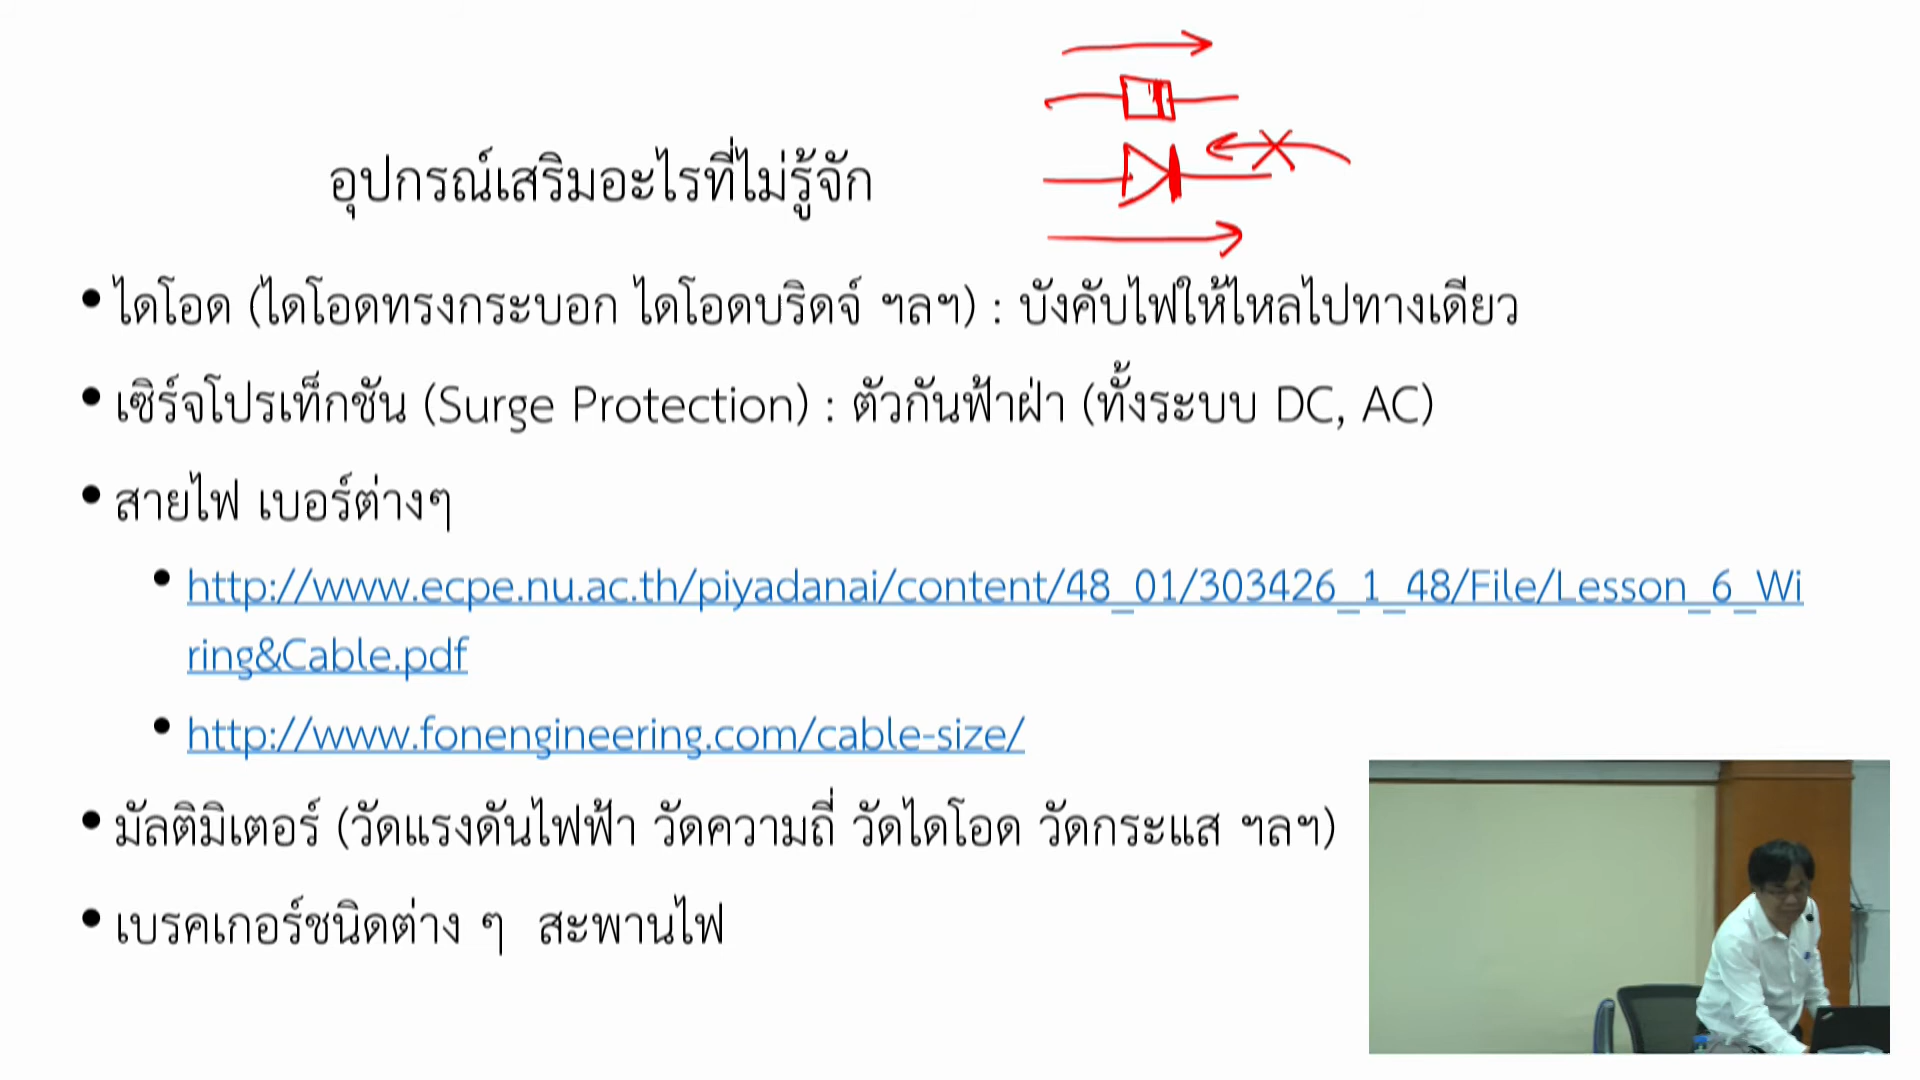 อุปกรณ์เสริมอะไรที่ไม่รู้จัก
• ไดโอด (ไดโอดทรงกระบอก ไดโอดบริดจ์ ฯลฯ) : บังคับไฟให้ไหลไปทางเดียว
• เซิร์จโปรเท็กชัน (Surge Protection) : ตัวกันฟ้าฝ่า (ทั้งระบบ DC, AC)
• สายไฟ เบอร์ต่างๆ
• http://www.ecpe.nu.ac.th/piyadanai/content/48_01/303426_1_48/File/Lesson_6_Wi
ring&Cable.pdf
• http://www.fonengineering.com/cable-size/
• มัลติมิเตอร์ (วัดแรงดันไฟฟ้า วัดความถี่ วัดไดโอด วัดกระแส ฯลฯ)
• เบรคเกอร์ชนิดต่าง ๆ  สะพานไฟ